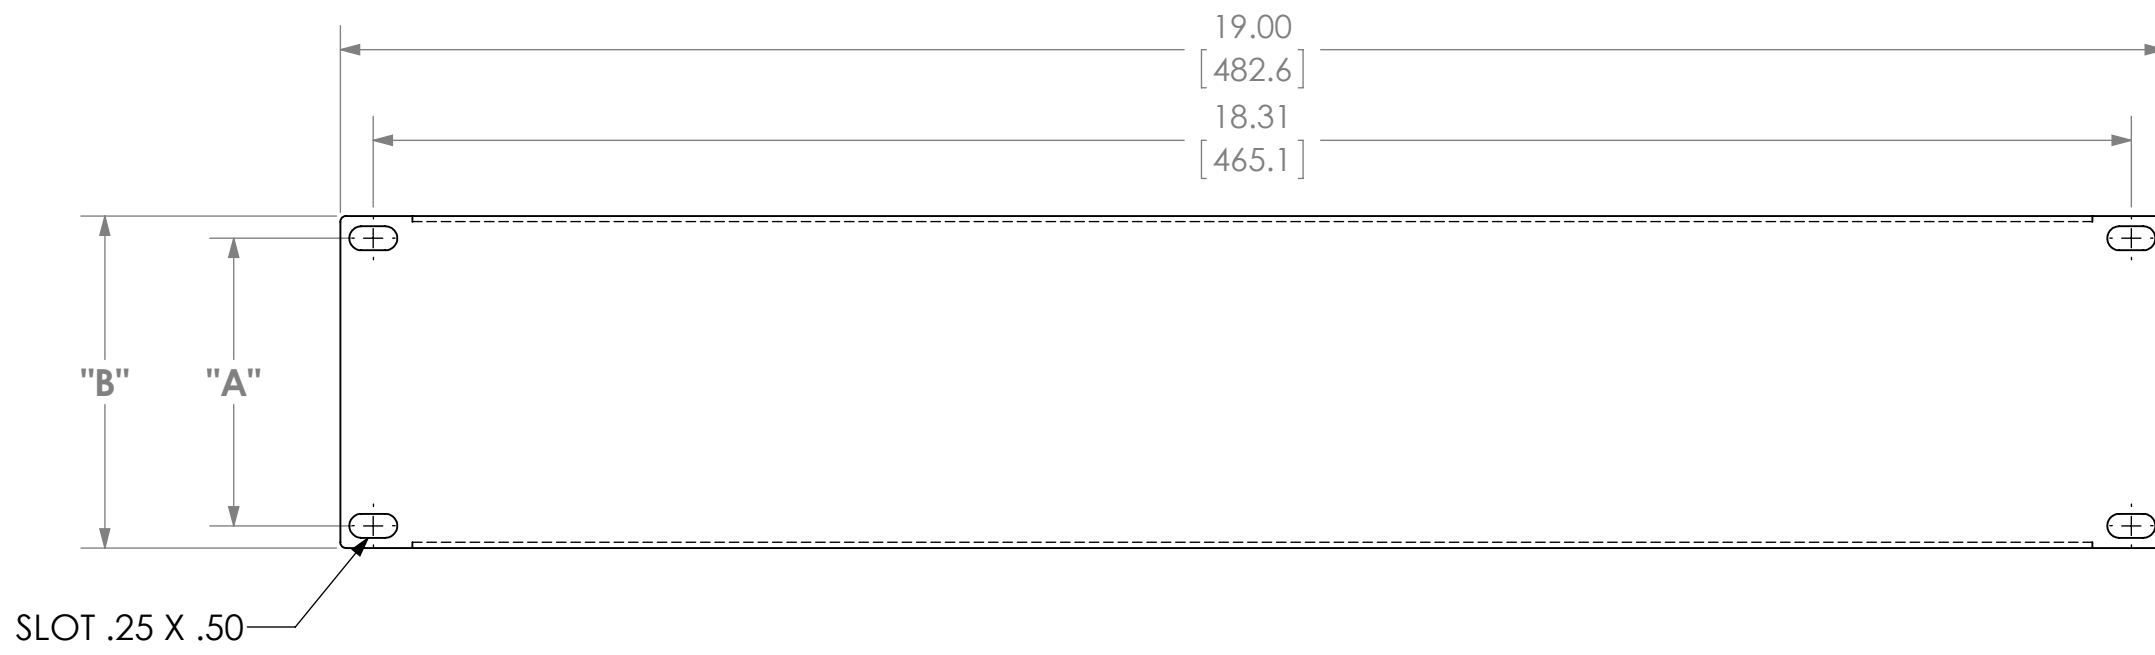 19.00
[482.6]
18.31
[465.1]
"B" "A"
SLOT .25 X .50